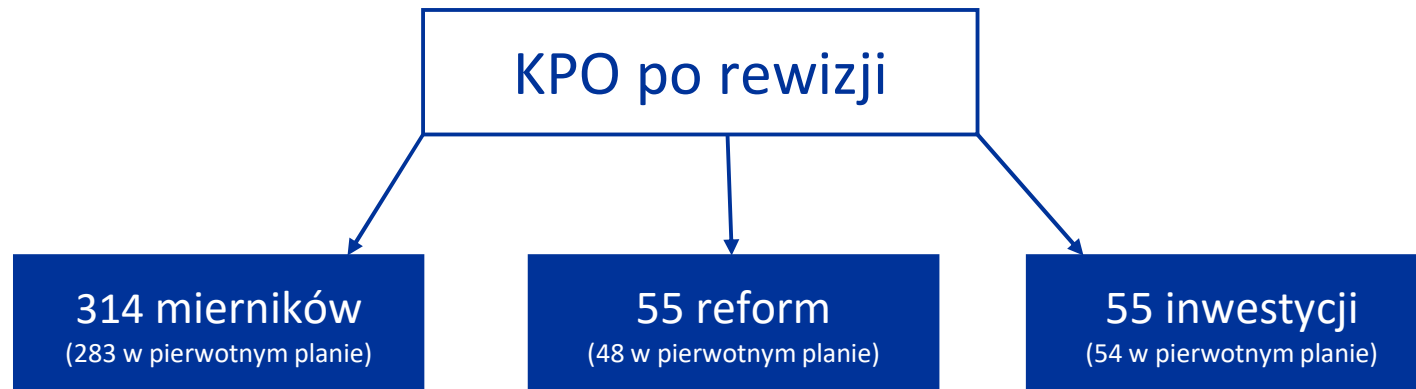 KPO po rewizji
314 mierników
(283 w pierwotnym planie)
55 reform
(48 w pierwotnym planie)
55 inwestycji
(54 w pierwotnym planie)